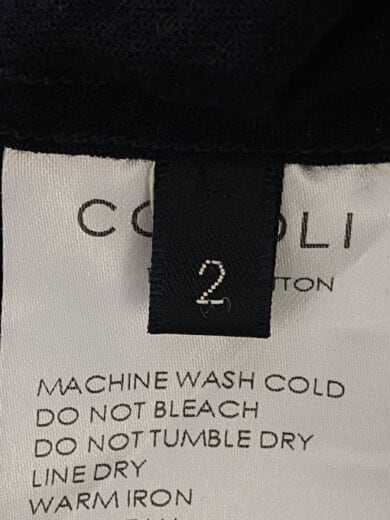 2
MACHINE WASH COLD
DO NOT BLEACH
DO NOT TUMBLE DRY
LINE DRY
WARM IRON